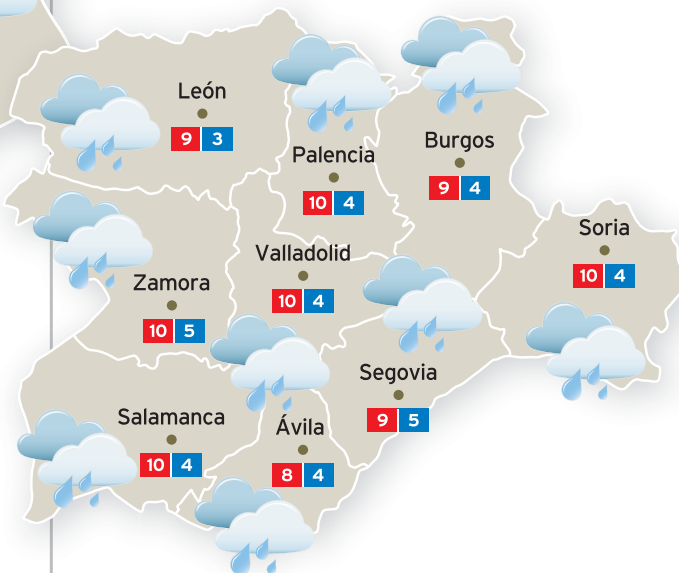 León
9 3
Palencia
10 4
Burgos
9 4
Soria
10 4
Valladolid
10 4
Zamora
10 5
Segovia
9 5
Salamanca
10 4
Ávila
8 4